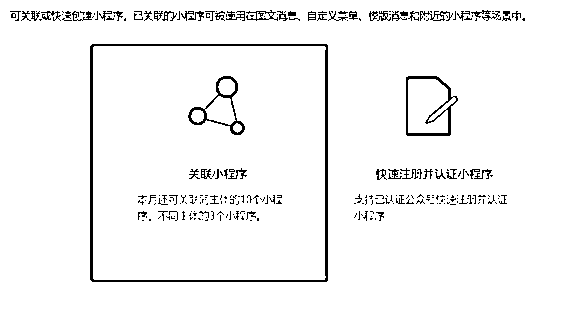 可关联或快速创建小程序。已关联的小程序可被使用在图文消息、自定义菜单、模版消息和附近的小程序等场景中。
关联小程序
本月还可关联同主体的10个小程
序，不同主体的3个小程序。
快速注册并认证小程序
支持已认证公众号快速注册并认证
小程序